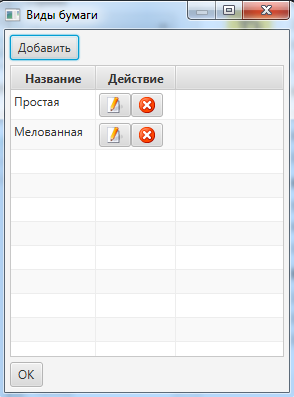 Виды бумаги
Добавить
Название Действие
Простая
Мелованная
OK